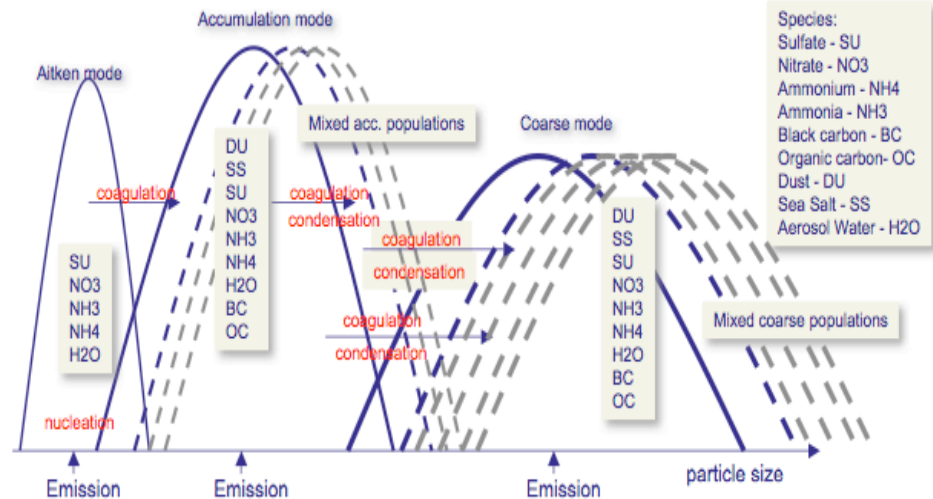 Aitken mode
Accumulation mode
Species:
Sulfate - SU
Nitrate - NO3
Ammonium - NH4
Ammonia - NH3
Black carbon - BC
Organic carbon- OC
Dust - DU
Sea Salt - SS
Aerosol Water - H2O
Mixed acc. populations
Coarse mode
coagulation
DU
SS
SU
NO3
NH3
NH4
H2O
BC
OC
coagulation
condensation
coagulation
condensation
coagulation
condensation
SU
NO3
NH3
NH4
H2O
DU
SS
SU
NO3
NH3
NH4
H2O
BC
OC
Mixed coarse populations
nucleation
particle size
Emission
Emission
Emission